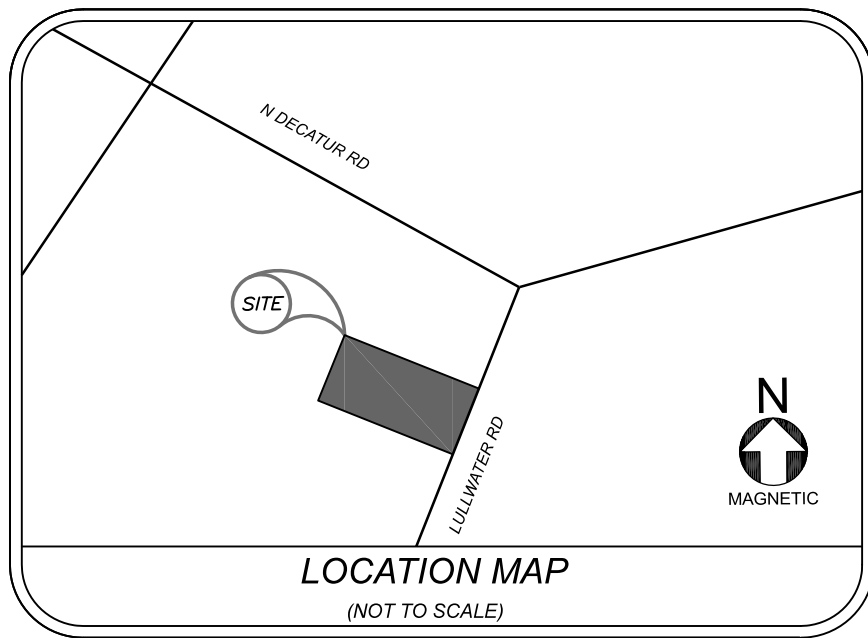 N DECATUR RD
SITE
LULLWATER RD
N
MAGNETIC
LOCATION MAP
(NOT TO SCALE)